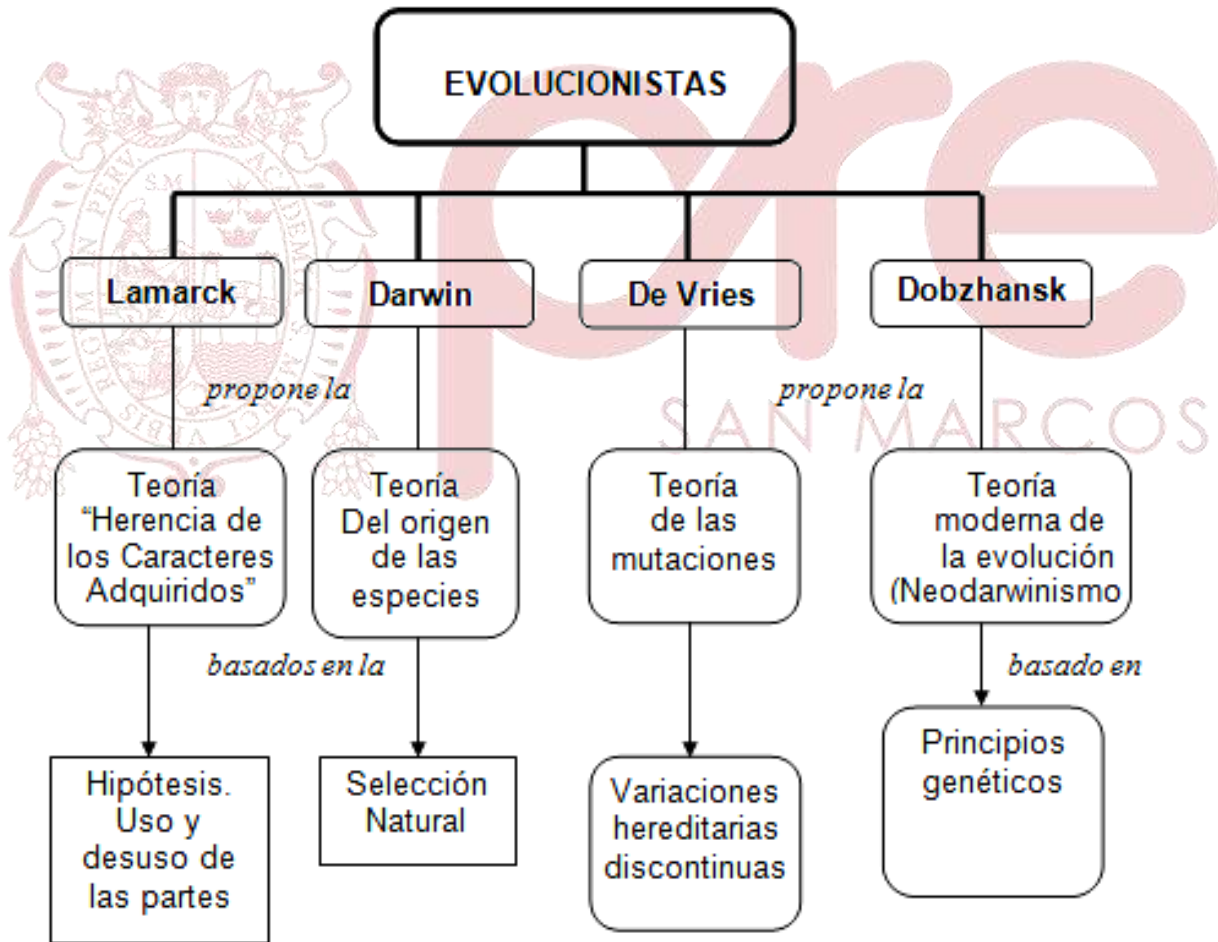 EVOLUCIONISTAS
Lamarck
Darwin
De Vries
Dobzhansk
propone la
propone la
Teoría
“Herencia de
los Caracteres
Adquiridos”
Teoría
Del origen
de las
especies
Teoría
de las
mutaciones
Teoría
moderna de
la evolución
(Neodarwinismo
basados en la
basado en
Hipótesis.
Uso y
desuso de
las partes
Selección
Natural
Variaciones
hereditarias
discontinuas
Principios
genéticos
pre
SAN MARCOS
S.M.